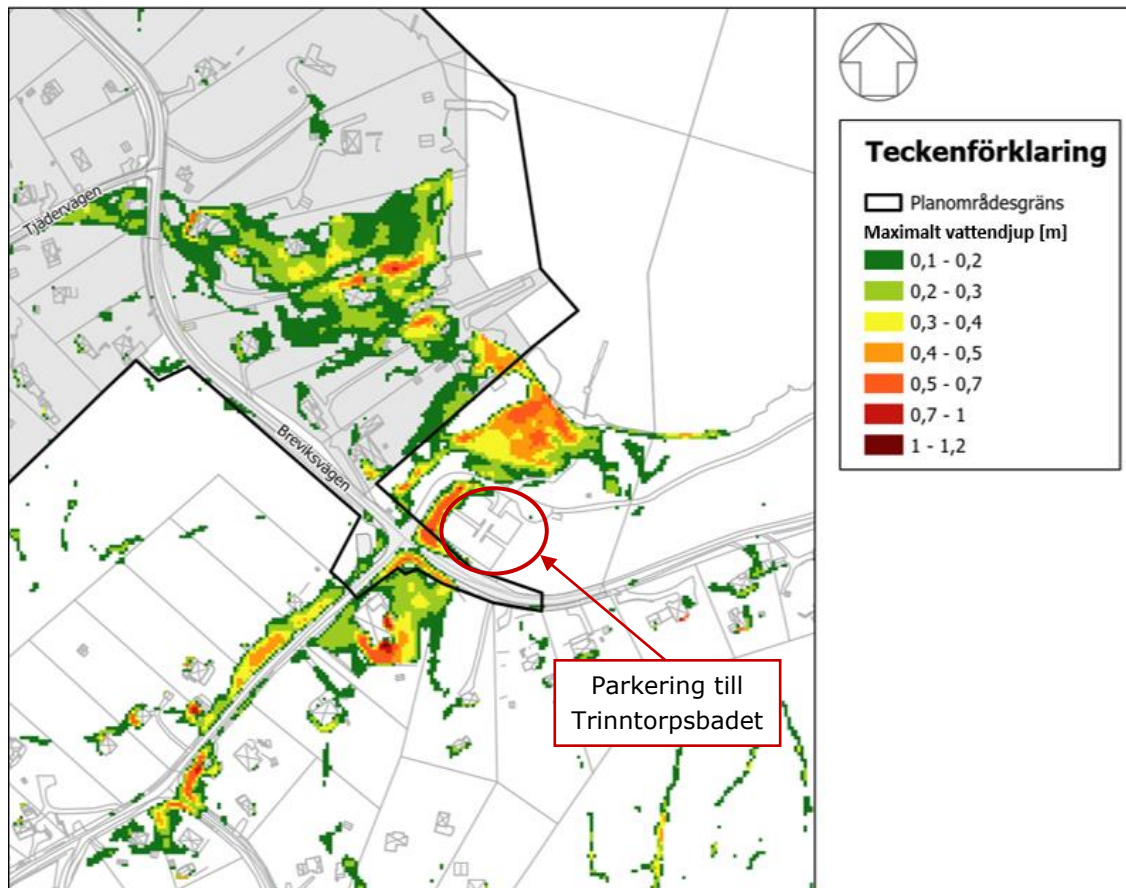 Tjädervägen
Breviksvägen
Parkering till
Trinntorpsbadet
Teckenförklaring
Planområdesgräns
Maximalt vattendjup [m]
0,1 - 0,2
0,2 - 0,3
0,3 - 0,4
0,4 - 0,5
0,5 - 0,7
0,7 - 1
1 - 1,2